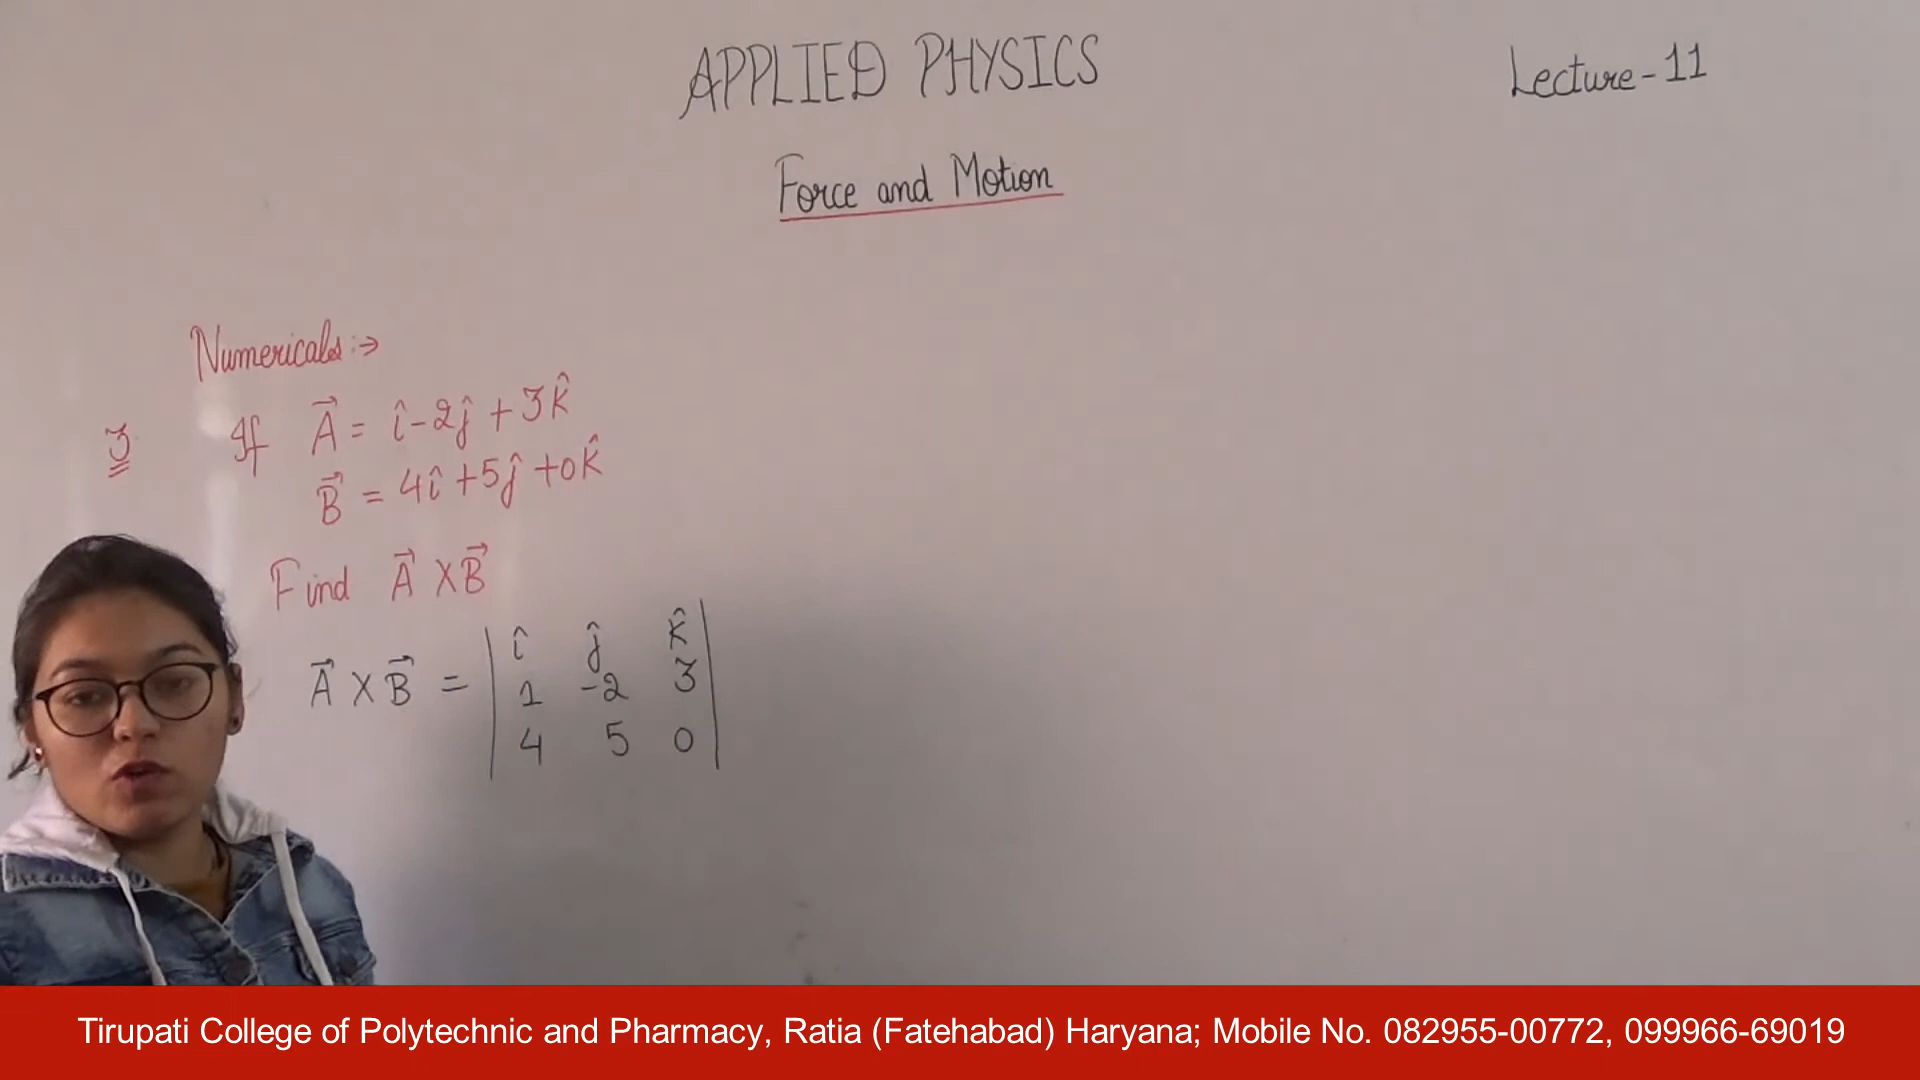 APPLIED PHYSICS
Lecture-11
Force and Motion
Numericals:→
3 If A⃗ = î-2ĵ+3k̂
B⃗ = 4î+5ĵ+0k̂
Find A⃗ X B⃗
A⃗ X B⃗ = | î ĵ k̂ |
| 1 -2 3 |
| 4 5 0 |
Tirupati College of Polytechnic and Pharmacy, Ratia (Fatehabad) Haryana; Mobile No. 082955-00772, 099966-69019